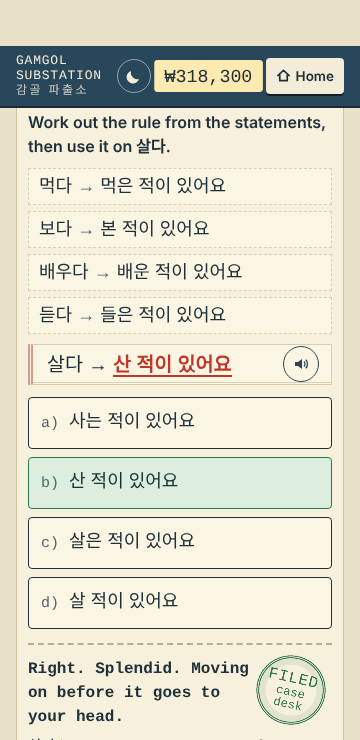 GAMGOL
SUBSTATION
감골 파출소
₩318,300
Home
Work out the rule from the statements,
then use it on 살다.
먹다 → 먹은 적이 있어요
보다 → 본 적이 있어요
배우다 → 배운 적이 있어요
듣다 → 들은 적이 있어요
살다 → 산 적이 있어요
a) 사는 적이 있어요
b) 산 적이 있어요
c) 살은 적이 있어요
d) 살 적이 있어요
Right. Splendid. Moving
on before it goes to
your head.
FILED
case
desk